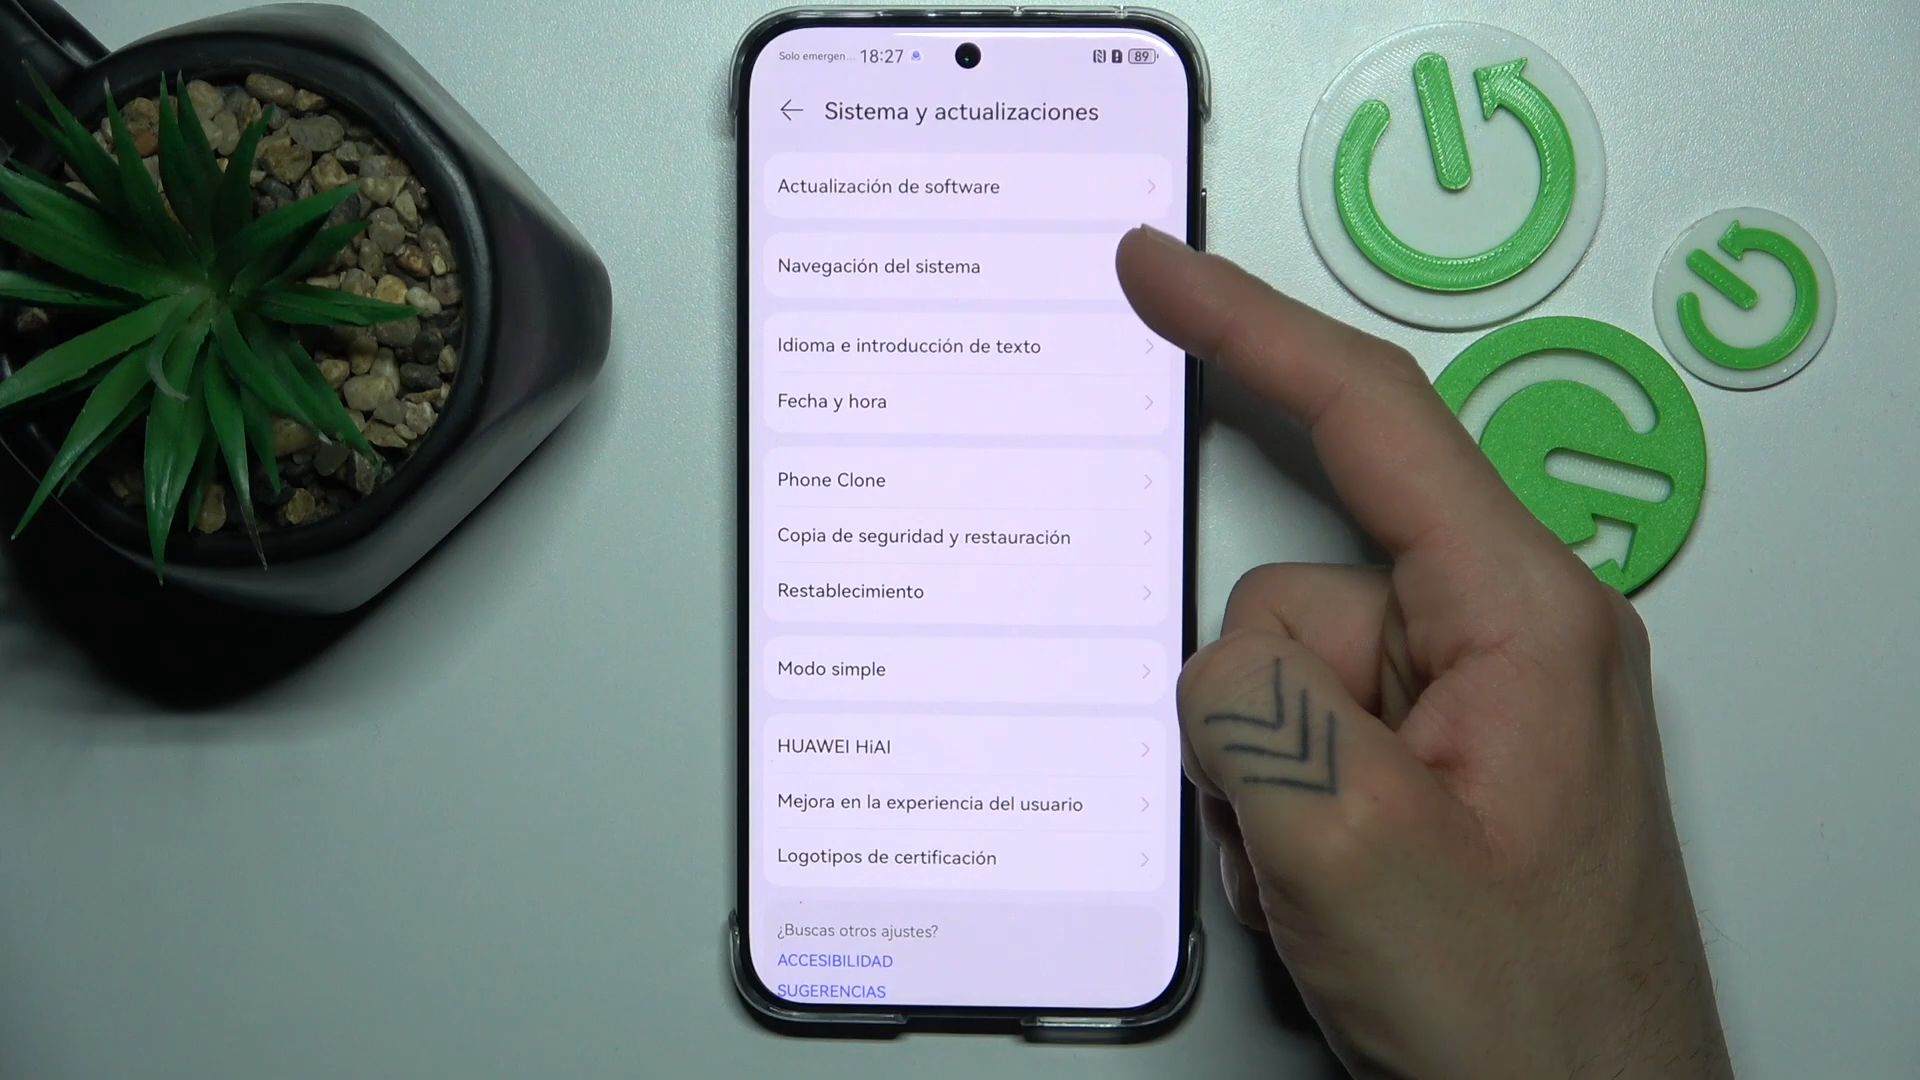 Solo emergen... 18:27 89
Sistema y actualizaciones
Actualización de software
Navegación del sistema
Idioma e introducción de texto
Fecha y hora
Phone Clone
Copia de seguridad y restauración
Restablecimiento
Modo simple
HUAWEI HiAI
Mejora en la experiencia del usuario
Logotipos de certificación
¿Buscas otros ajustes?
ACCESIBILIDAD
SUGERENCIAS